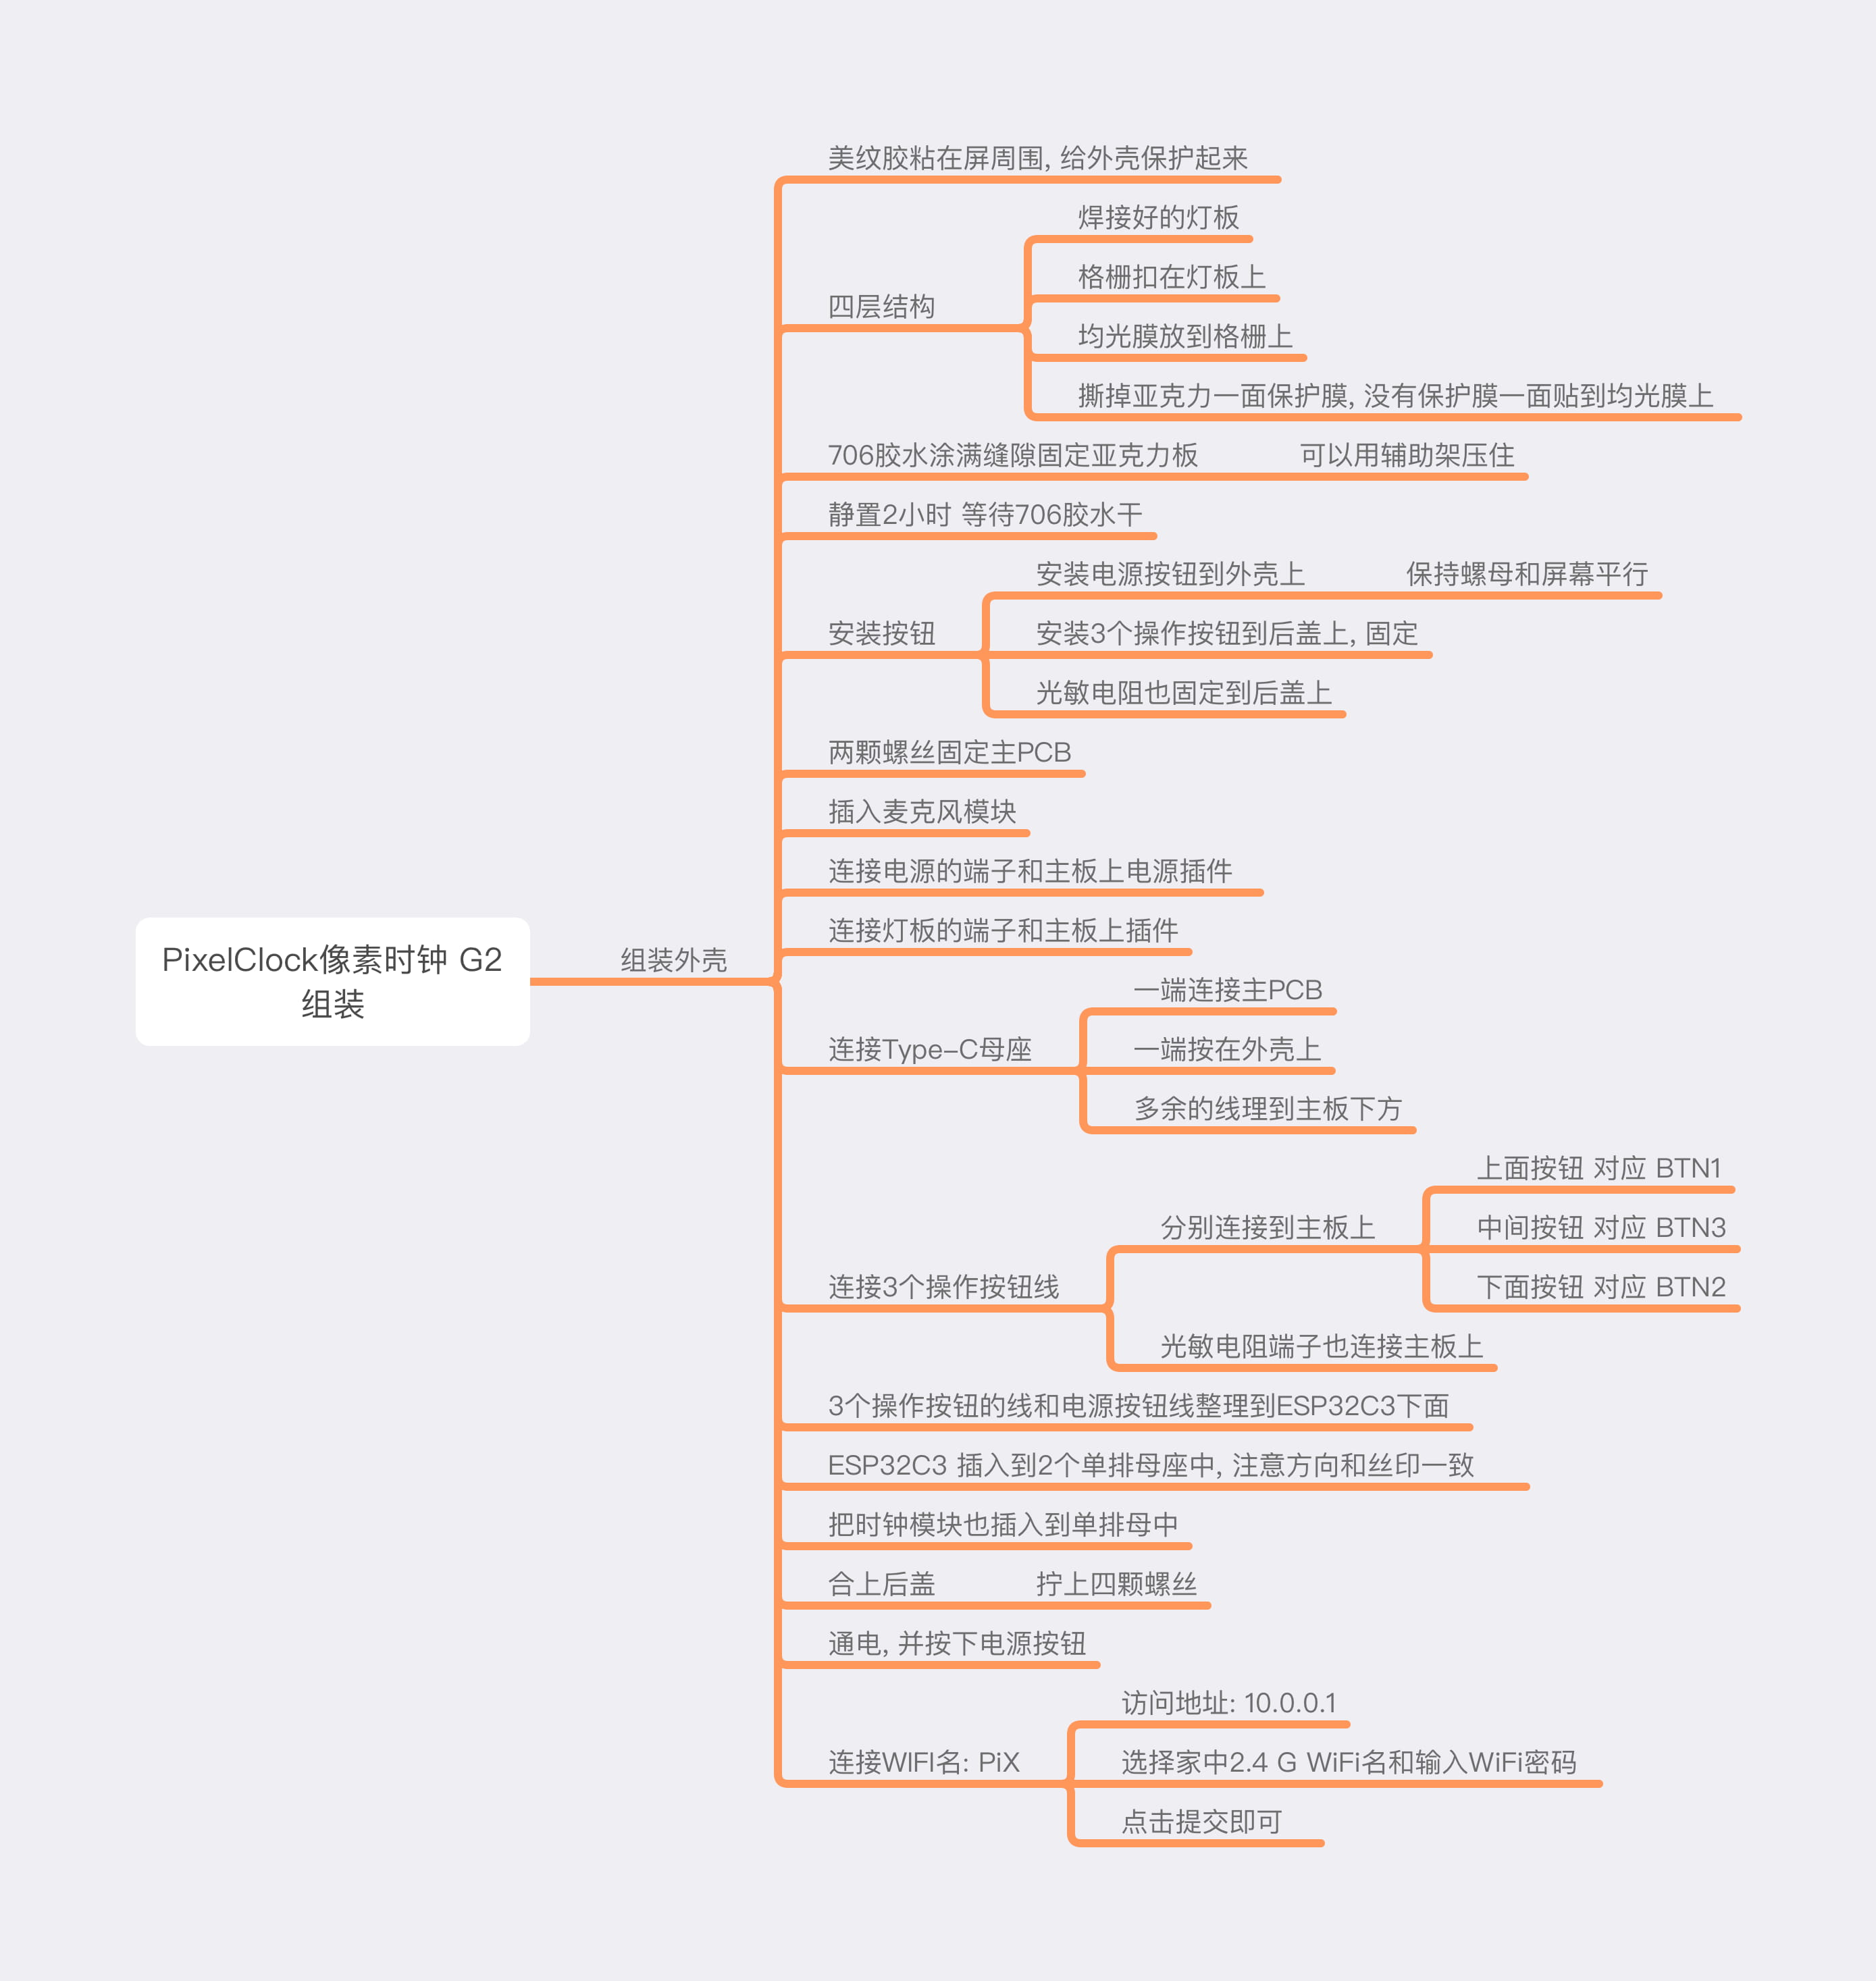 PixelClock像素时钟 G2
组装
组装外壳
美纹胶粘在屏周围, 给外壳保护起来
四层结构
焊接好的灯板
格栅扣在灯板上
均光膜放到格栅上
撕掉亚克力一面保护膜, 没有保护膜一面贴到均光膜上
706胶水涂满缝隙固定亚克力板
可以用辅助架压住
静置2小时 等待706胶水干
安装按钮
安装电源按钮到外壳上
保持螺母和屏幕平行
安装3个操作按钮到后盖上, 固定
光敏电阻也固定到后盖上
两颗螺丝固定主PCB
插入麦克风模块
连接电源的端子和主板上电源插件
连接灯板的端子和主板上插件
连接Type-C母座
一端连接主PCB
一端按在外壳上
多余的线理到主板下方
连接3个操作按钮线
分别连接到主板上
上面按钮 对应 BTN1
中间按钮 对应 BTN3
下面按钮 对应 BTN2
光敏电阻端子也连接主板上
3个操作按钮的线和电源按钮线整理到ESP32C3下面
ESP32C3 插入到2个单排母座中, 注意方向和丝印一致
把时钟模块也插入到单排母中
合上后盖
拧上四颗螺丝
通电, 并按下电源按钮
连接WIFI名: PiX
访问地址: 10.0.0.1
选择家中2.4 G WiFi名和输入WiFi密码
点击提交即可